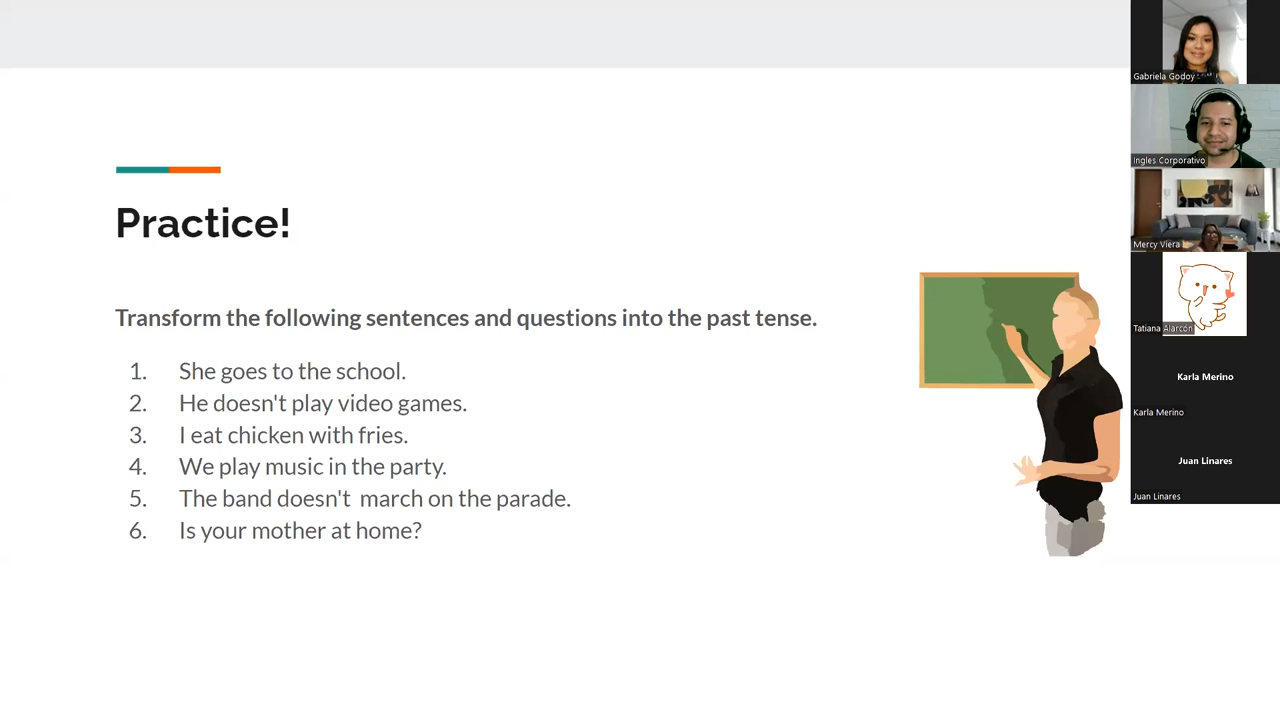 Practice!
Transform the following sentences and questions into the past tense.
1. She goes to the school.
2. He doesn't play video games.
3. I eat chicken with fries.
4. We play music in the party.
5. The band doesn't march on the parade.
6. Is your mother at home?
Gabriela Godoy
Ingles Corporativo
Mercy Viera
Tatiana Alarcón
Karla Merino
Karla Merino
Juan Linares
Juan Linares